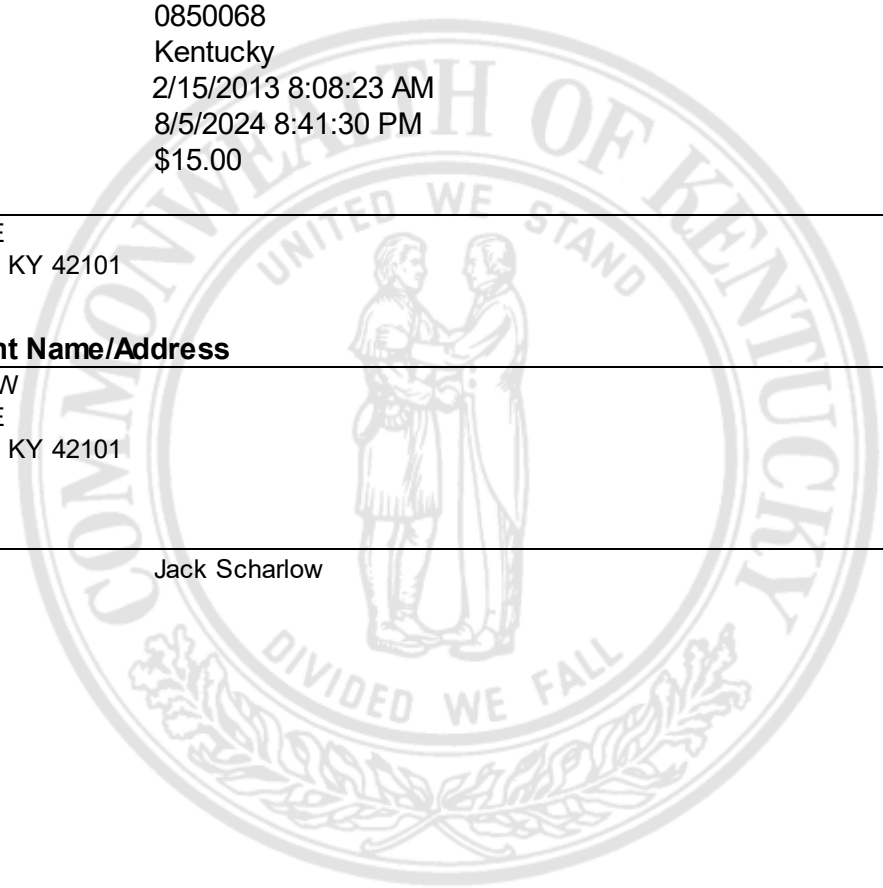 0850068
Kentucky
2/15/2013 8:08:23 AM
8/5/2024 8:41:30 PM
$15.00
E
KY 42101
nt Name/Address
W
E
KY 42101
Jack Scharlow
COMMONWEALTH OF KENTUCKY
UNITED WE STAND
DIVIDED WE FALL